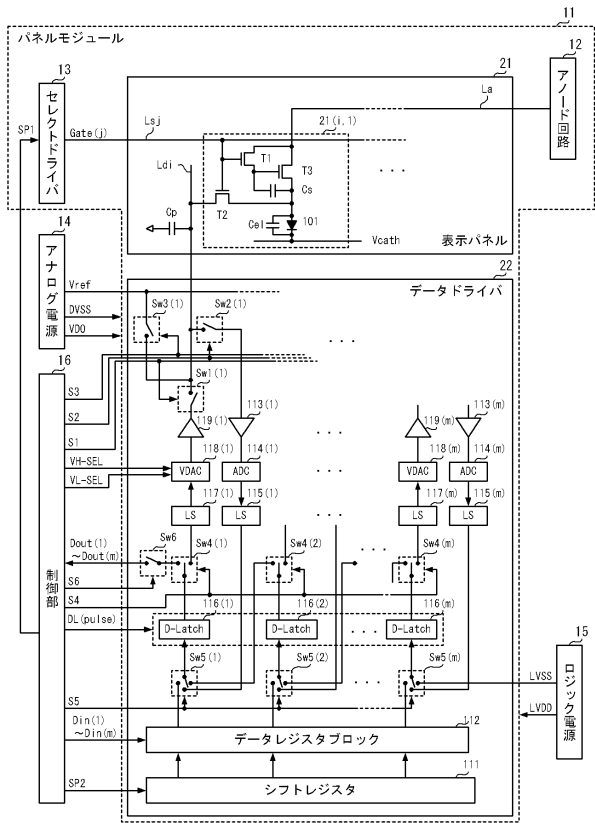 11
パネルモジュール
12
13
21
アノード回路
セレクトドライバ
SP1
Gate(j)
Lsj
La
21(i,1)
Ldi
T1
T3
Cs
T2
Cp
Cel
101
Vcath
表示パネル
14
アナログ電源
Vref
DVSS
VDO
22
データドライバ
Sw3(1)
Sw2(1)
16
制御部
S3
S2
S1
Sw1(1)
VH-SEL
VL-SEL
119(1)
113(1)
119(m)
113(m)
118(1)
114(1)
118(m)
114(m)
VDAC
ADC
VDAC
ADC
117(1)
115(1)
117(m)
115(m)
LS
LS
LS
LS
Dout(1)
~Dout(m)
Sw6
Sw4(1)
Sw4(2)
Sw4(m)
S6
S4
DL(pulse)
116(1)
116(2)
116(m)
D-Latch
D-Latch
D-Latch
15
ロジック電源
Sw5(1)
Sw5(2)
Sw5(m)
LVSS
LVDD
S5
Din(1)
~Din(m)
112
データレジスタブロック
SP2
111
シフトレジスタ